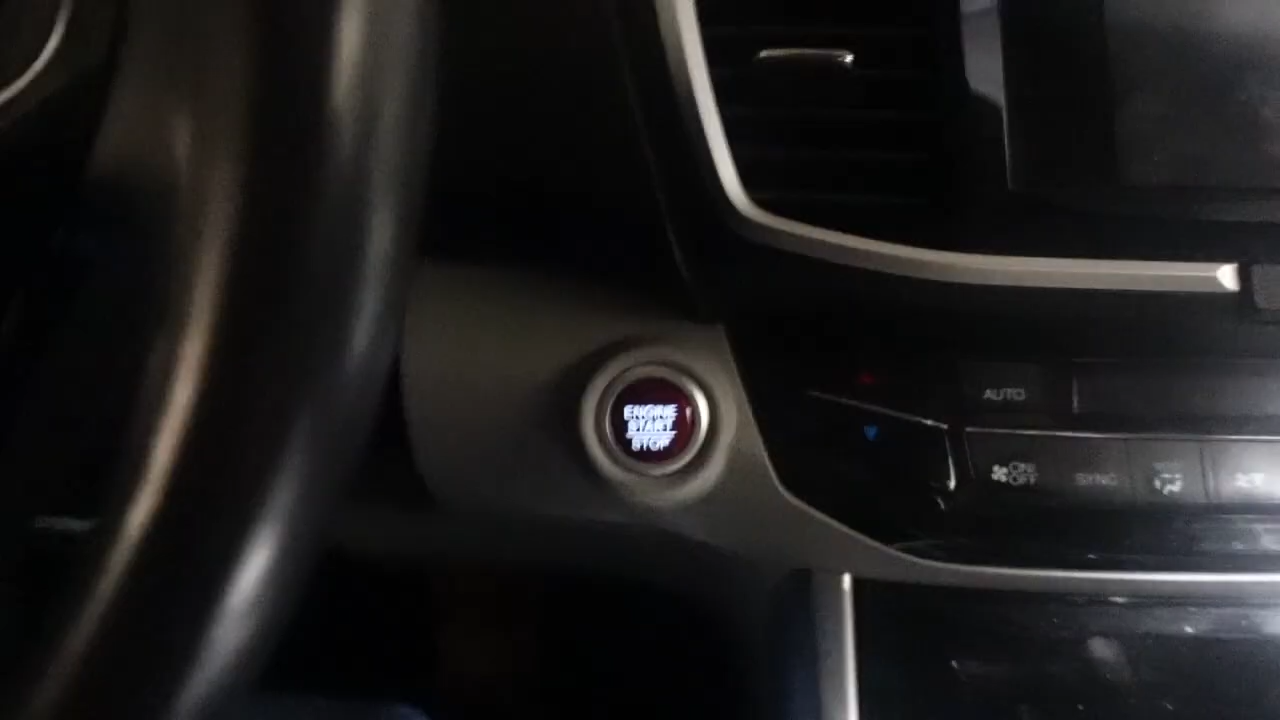 ENGINE
START
STOP
AUTO
ON/
OFF
SYNC